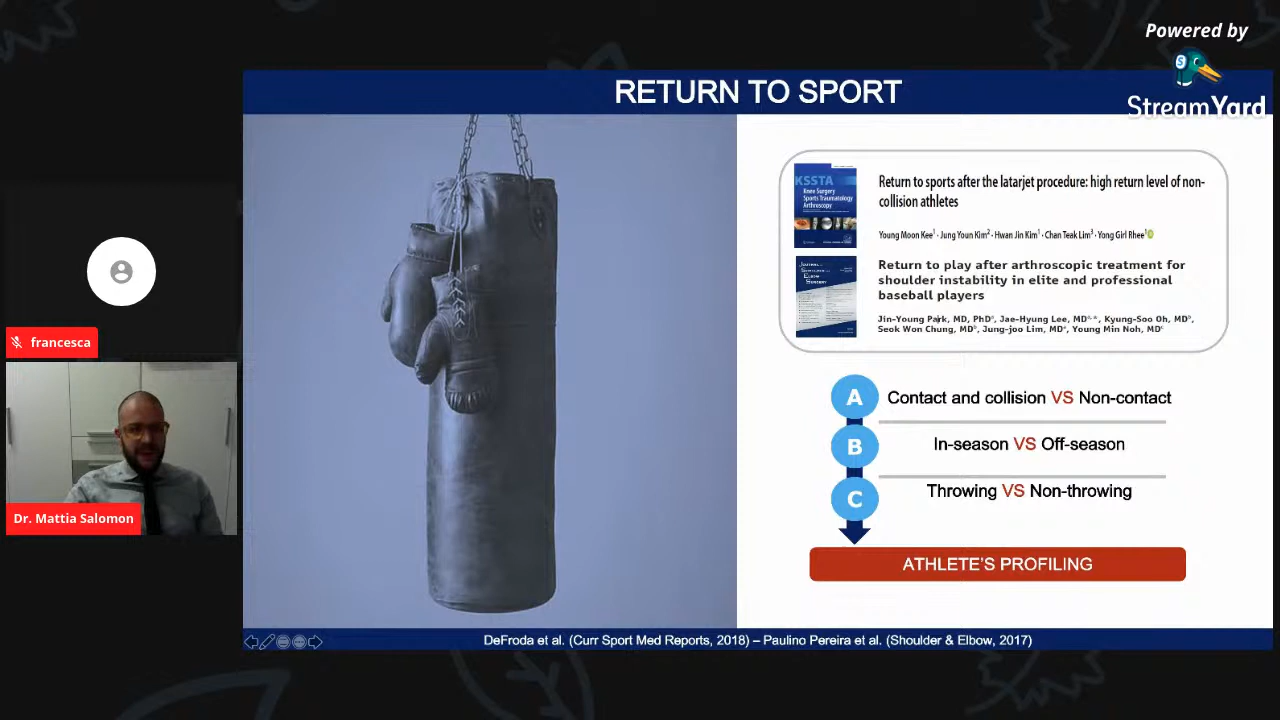 Powered by
StreamYard
RETURN TO SPORT
KSSTA
Knee Surgery
Sports Traumatology
Arthroscopy
Return to sports after the latarjet procedure: high return level of non-
collision athletes
Young Moon Kee¹ · Jung Youn Kim² · Hwan Jin Kim¹ · Chan Teak Lim³ · Yong Girl Rhee¹
Return to play after arthroscopic treatment for
shoulder instability in elite and professional
baseball players
Jin-Young Park, MD, PhD, Jae-Hyung Lee, MD, Kyung-Soo Oh, MD,
Seok Won Chung, MD, Jung-joo Lim, MD, Young Min Noh, MD
A
Contact and collision VS Non-contact
B
In-season VS Off-season
C
Throwing VS Non-throwing
ATHLETE'S PROFILING
DeFroda et al. (Curr Sport Med Reports, 2018) – Paulino Pereira et al. (Shoulder & Elbow, 2017)
francesca
Dr. Mattia Salomon